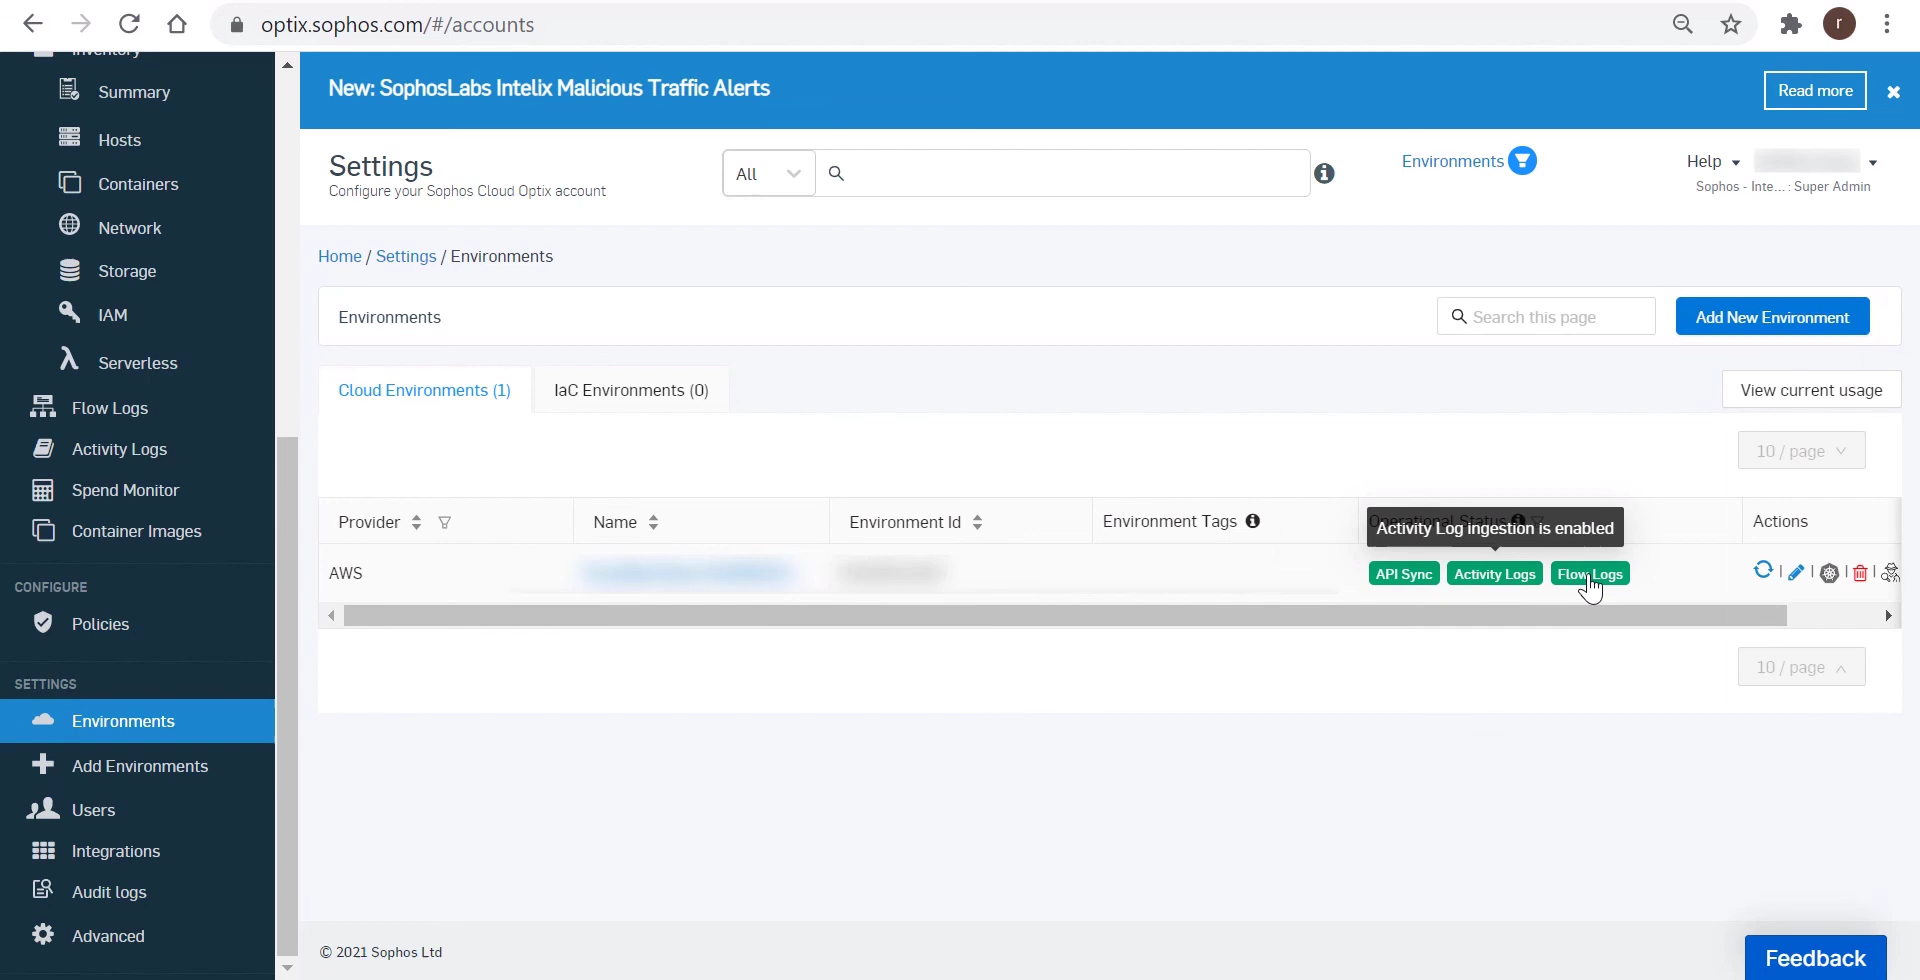 optix.sophos.com/#/accounts
r
Inventory
Summary
Hosts
Containers
Network
Storage
IAM
Serverless
Flow Logs
Activity Logs
Spend Monitor
Container Images
CONFIGURE
Policies
SETTINGS
Environments
Add Environments
Users
Integrations
Audit logs
Advanced
New: SophosLabs Intelix Malicious Traffic Alerts
Read more
Settings
Configure your Sophos Cloud Optix account
All
Environments
Help
Sophos - Inte... : Super Admin
Home / Settings / Environments
Environments
Search this page
Add New Environment
Cloud Environments (1)
IaC Environments (0)
View current usage
10 / page
Provider
Name
Environment Id
Environment Tags
Operational Status
Actions
Activity Log ingestion is enabled
AWS
API Sync
Activity Logs
Flow Logs
10 / page
© 2021 Sophos Ltd
Feedback